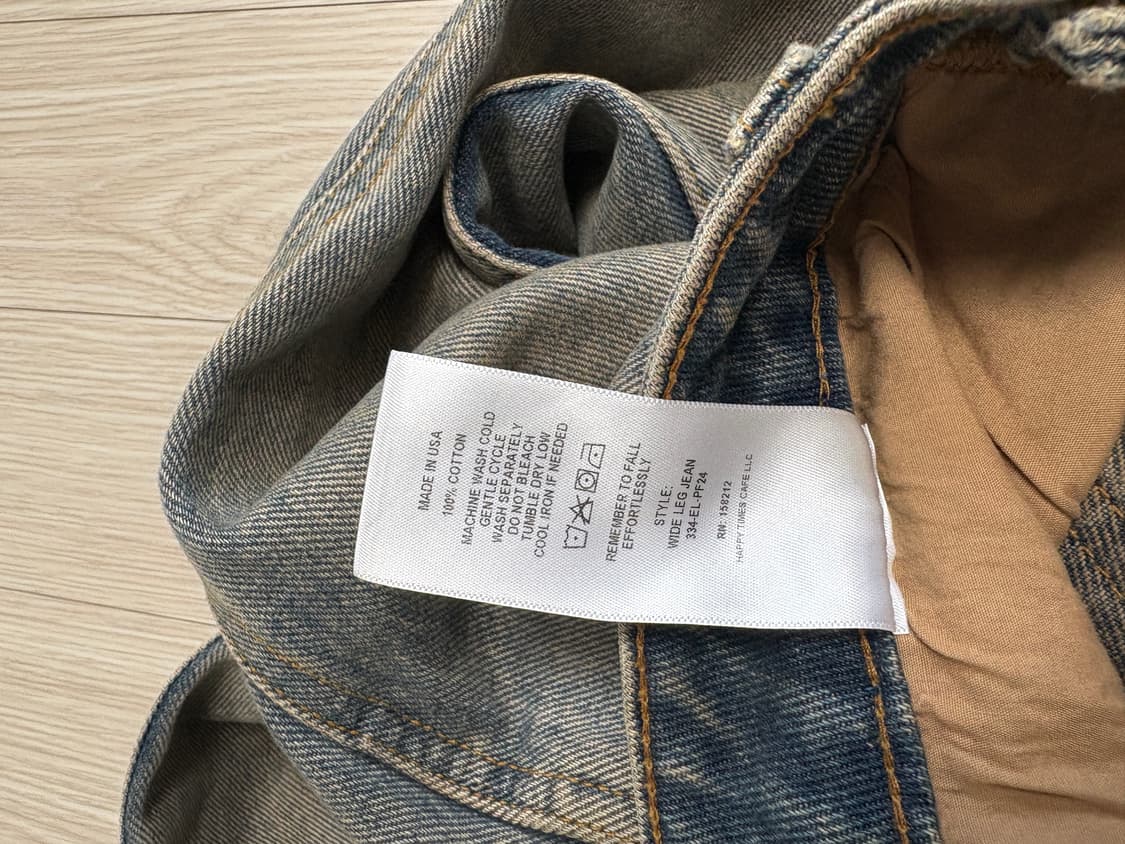 MADE IN USA
100% COTTON
MACHINE WASH COLD
GENTLE CYCLE
WASH SEPARATELY
DO NOT BLEACH
TUMBLE DRY LOW
COOL IRON IF NEEDED
REMEMBER TO FALL
EFFORTLESSLY
STYLE:
WIDE LEG JEAN
334-EL-PF24
RN: 158212
HAPPY TIMES CAFE LLC